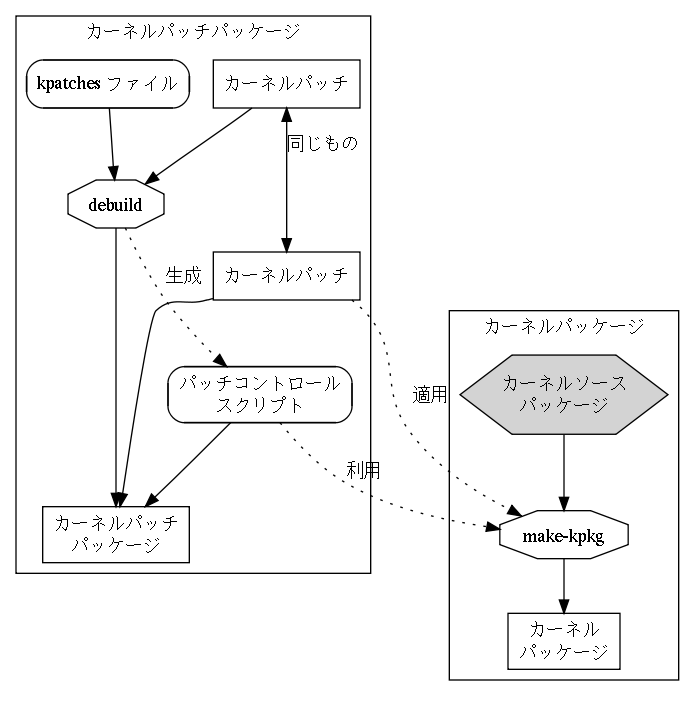 カーネルパッチパッケージ
kpatches ファイル
カーネルパッチ
同じもの
debuild
生成
カーネルパッチ
パッチコントロール
スクリプト
カーネルパッチ
パッケージ
利用
適用
カーネルパッケージ
カーネルソース
パッケージ
make-kpkg
カーネル
パッケージ